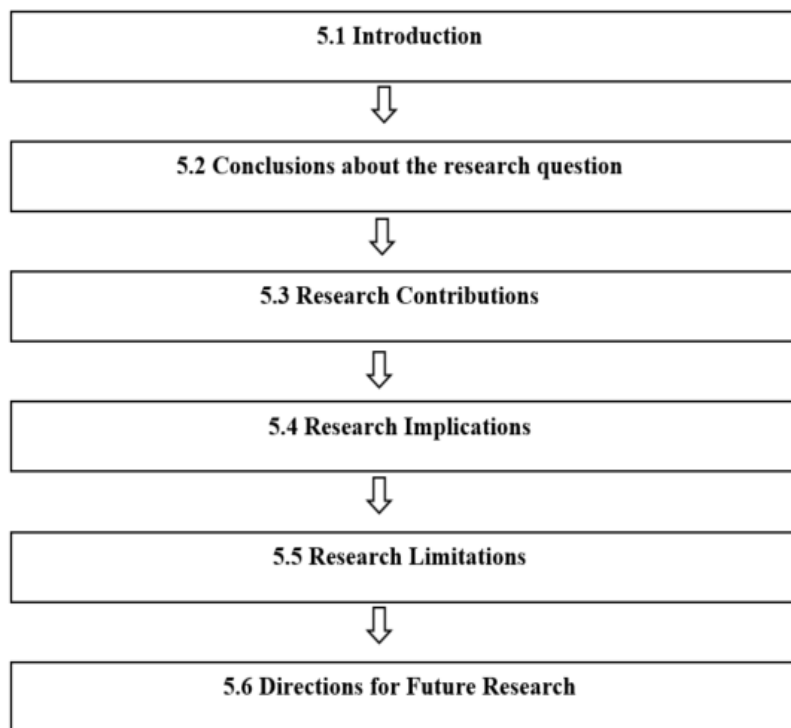 5.1 Introduction
5.2 Conclusions about the research question
5.3 Research Contributions
5.4 Research Implications
5.5 Research Limitations
5.6 Directions for Future Research